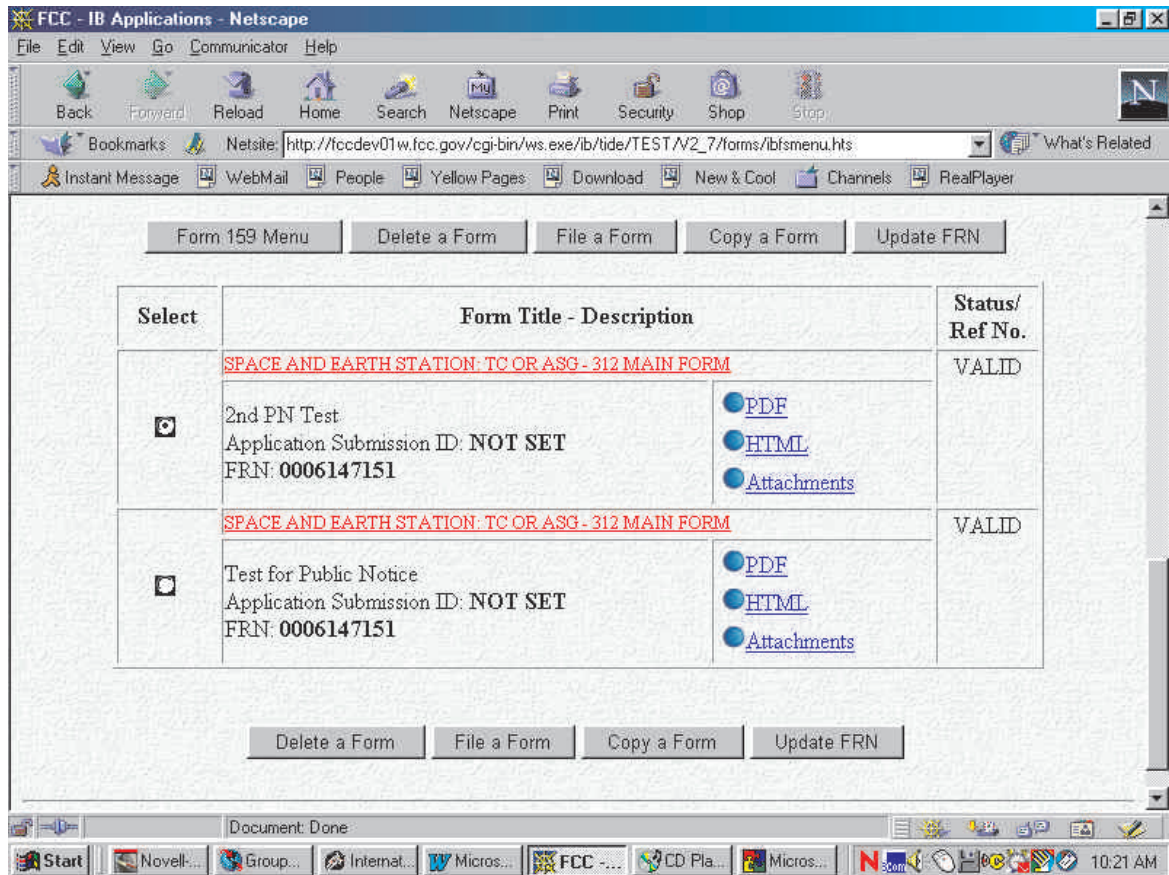 FCC - IB Applications - Netscape
File Edit View Go Communicator Help
Back Forward Reload Home Search Netscape Print Security Shop Stop
My
N
Bookmarks Netsite: http://fccdev01w.fcc.gov/cgi-bin/ws.exe/ib/tide/TEST/V2_7/forms/ibfsmenu.hts What's Related
Instant Message WebMail People Yellow Pages Download New & Cool Channels RealPlayer
Form 159 Menu Delete a Form File a Form Copy a Form Update FRN
Select Form Title - Description Status/
Ref No.
SPACE AND EARTH STATION: TC OR ASG - 312 MAIN FORM VALID
2nd PN Test
Application Submission ID: NOT SET
FRN: 0006147151
PDF
HTML
Attachments
SPACE AND EARTH STATION: TC OR ASG - 312 MAIN FORM VALID
Test for Public Notice
Application Submission ID: NOT SET
FRN: 0006147151
PDF
HTML
Attachments
Delete a Form File a Form Copy a Form Update FRN
Document: Done
Start Novell-... Group... Internat... Micros... FCC -... CD Pla... Micros... N 3Com 10:21 AM